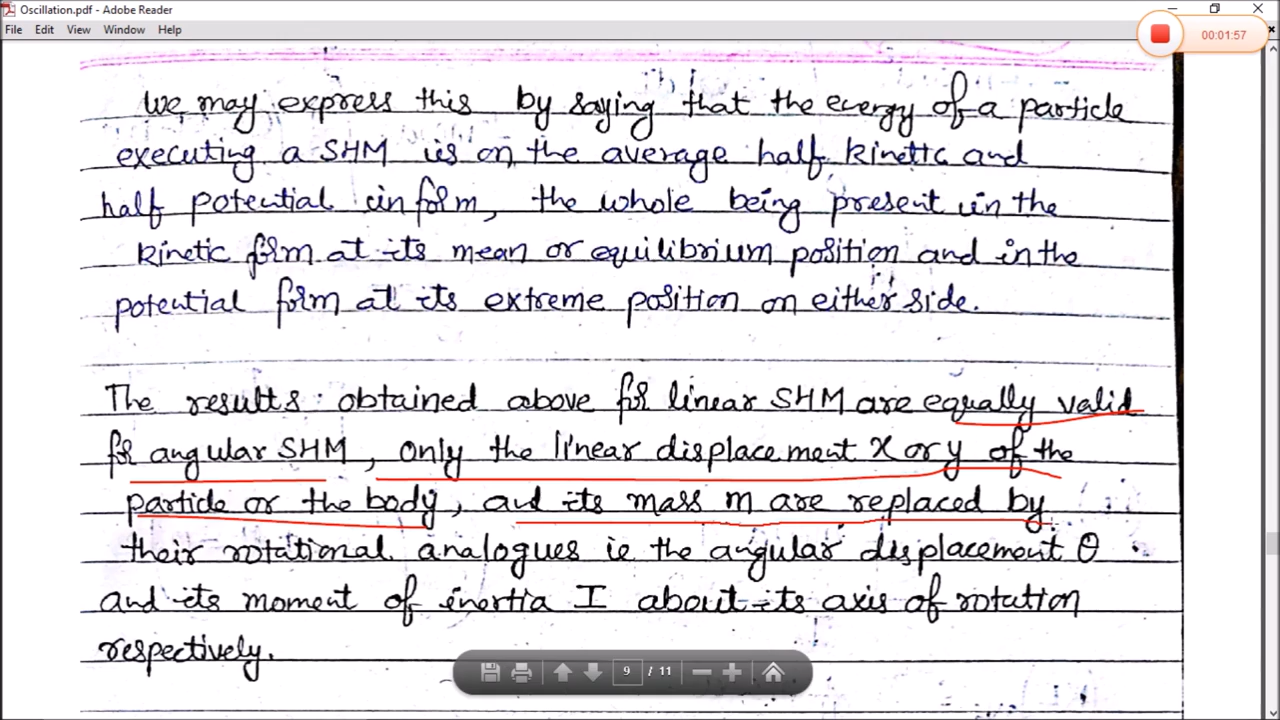 Oscillation.pdf - Adobe Reader
File Edit View Window Help
00:01:57
We may express this by saying that the energy of a particle
executing a SHM is on the average half kinetic and
half potential in form, the whole being present in the
kinetic form at its mean or equilibrium position and in the
potential form at its extreme position on either side.
The results obtained above for linear SHM are equally valid
for angular SHM, only the linear displacement x or y of the
particle or the body, and its mass m are replaced by
their rotational analogues ie the angular displacement θ
and its moment of inertia I about its axis of rotation
respectively.
9 / 11